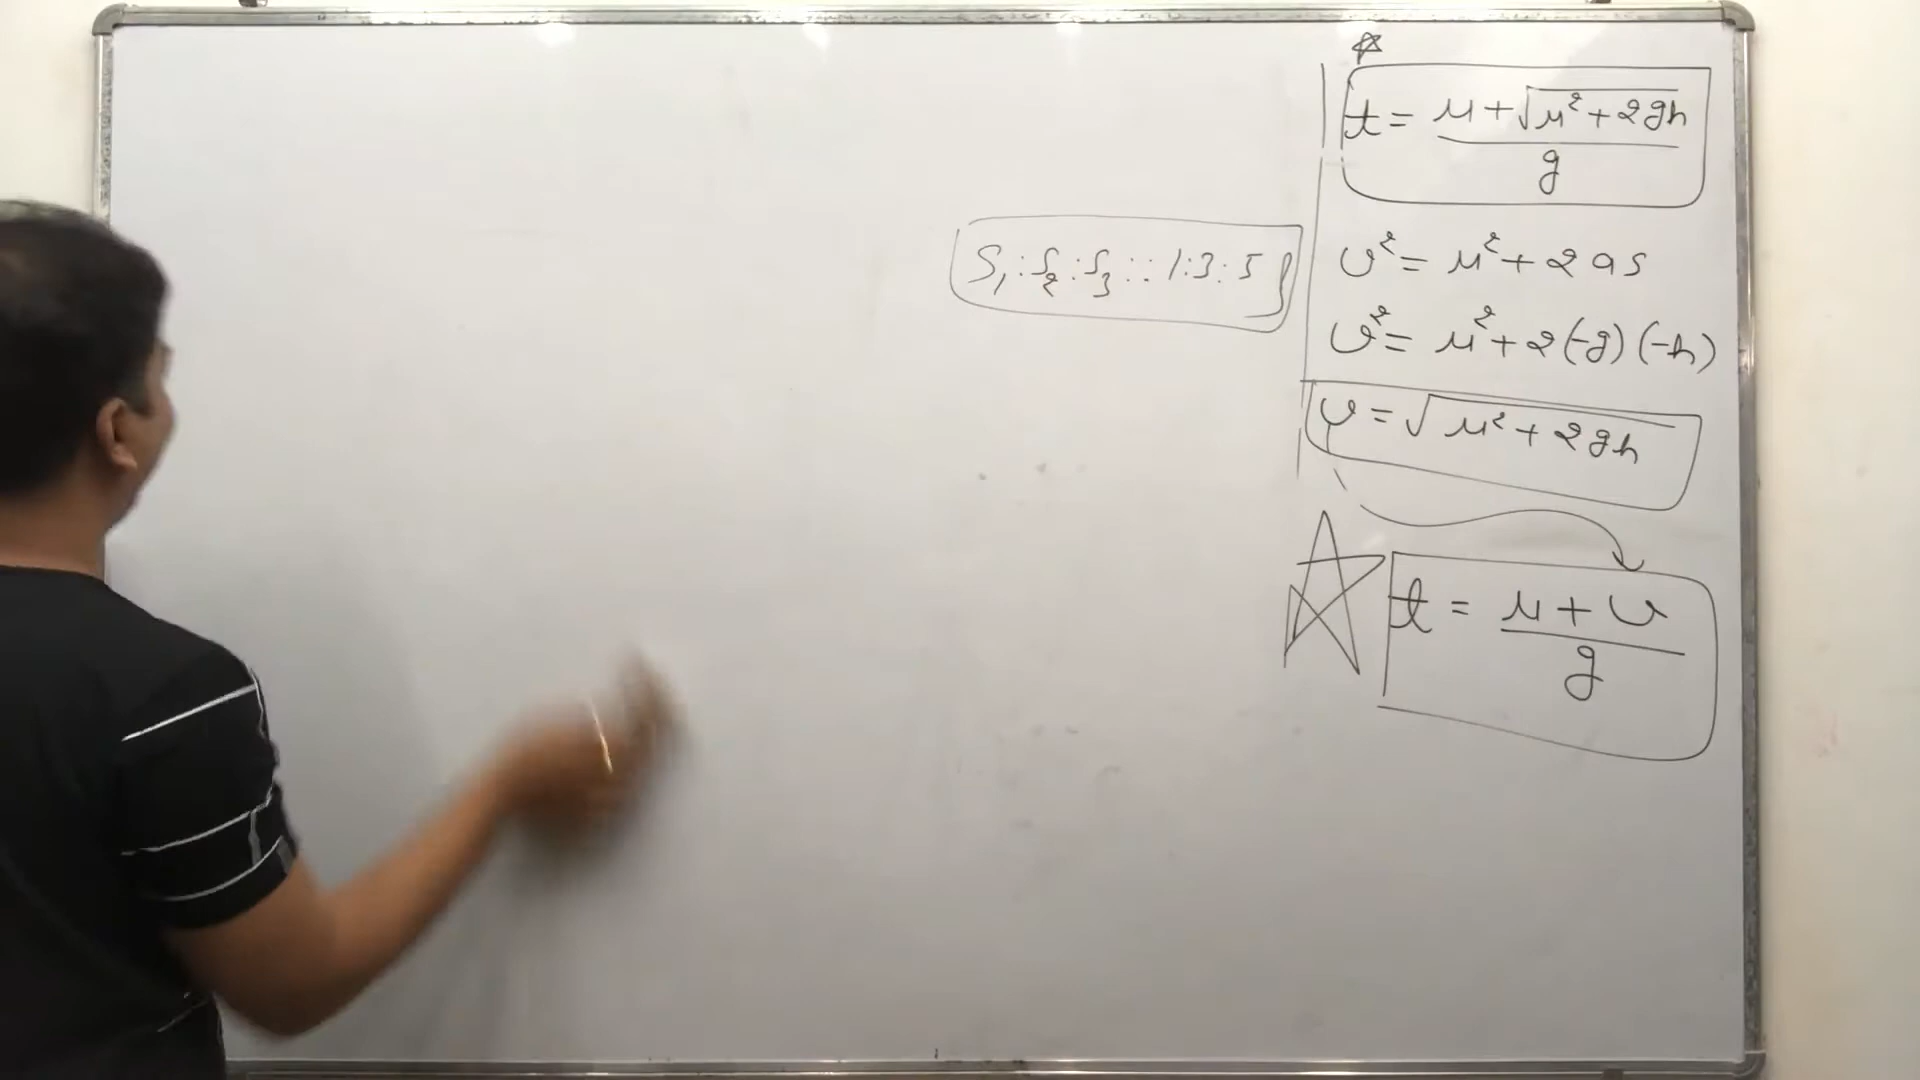 t = u + √u² + 2gh / g
S₁ : S₂ : S₃ :: 1 : 3 : 5
v² = u² + 2as
v² = u² + 2(-g)(-h)
v = √u² + 2gh
t = u + v / g